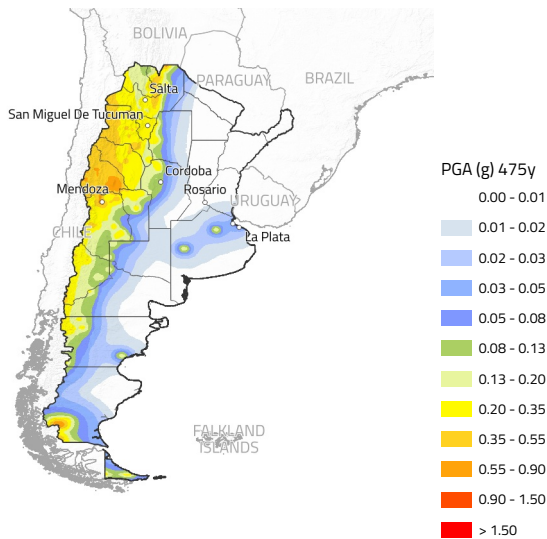 BOLIVIA
PARAGUAY
BRAZIL
Salta
San Miguel De Tucuman
Cordoba
Mendoza
Rosario
URUGUAY
CHILE
La Plata
FALKLAND
ISLANDS
PGA (g) 475y
0.00 - 0.01
0.01 - 0.02
0.02 - 0.03
0.03 - 0.05
0.05 - 0.08
0.08 - 0.13
0.13 - 0.20
0.20 - 0.35
0.35 - 0.55
0.55 - 0.90
0.90 - 1.50
> 1.50